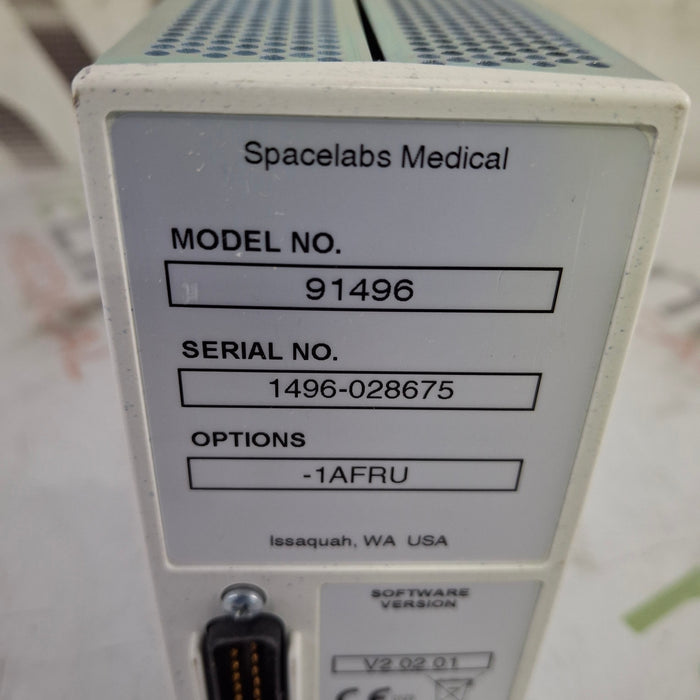 Spacelabs Medical
MODEL NO.
91496
SERIAL NO.
1496-028675
OPTIONS
-1AFRU
Issaquah, WA USA
SOFTWARE
VERSION
V2 02 01
CE